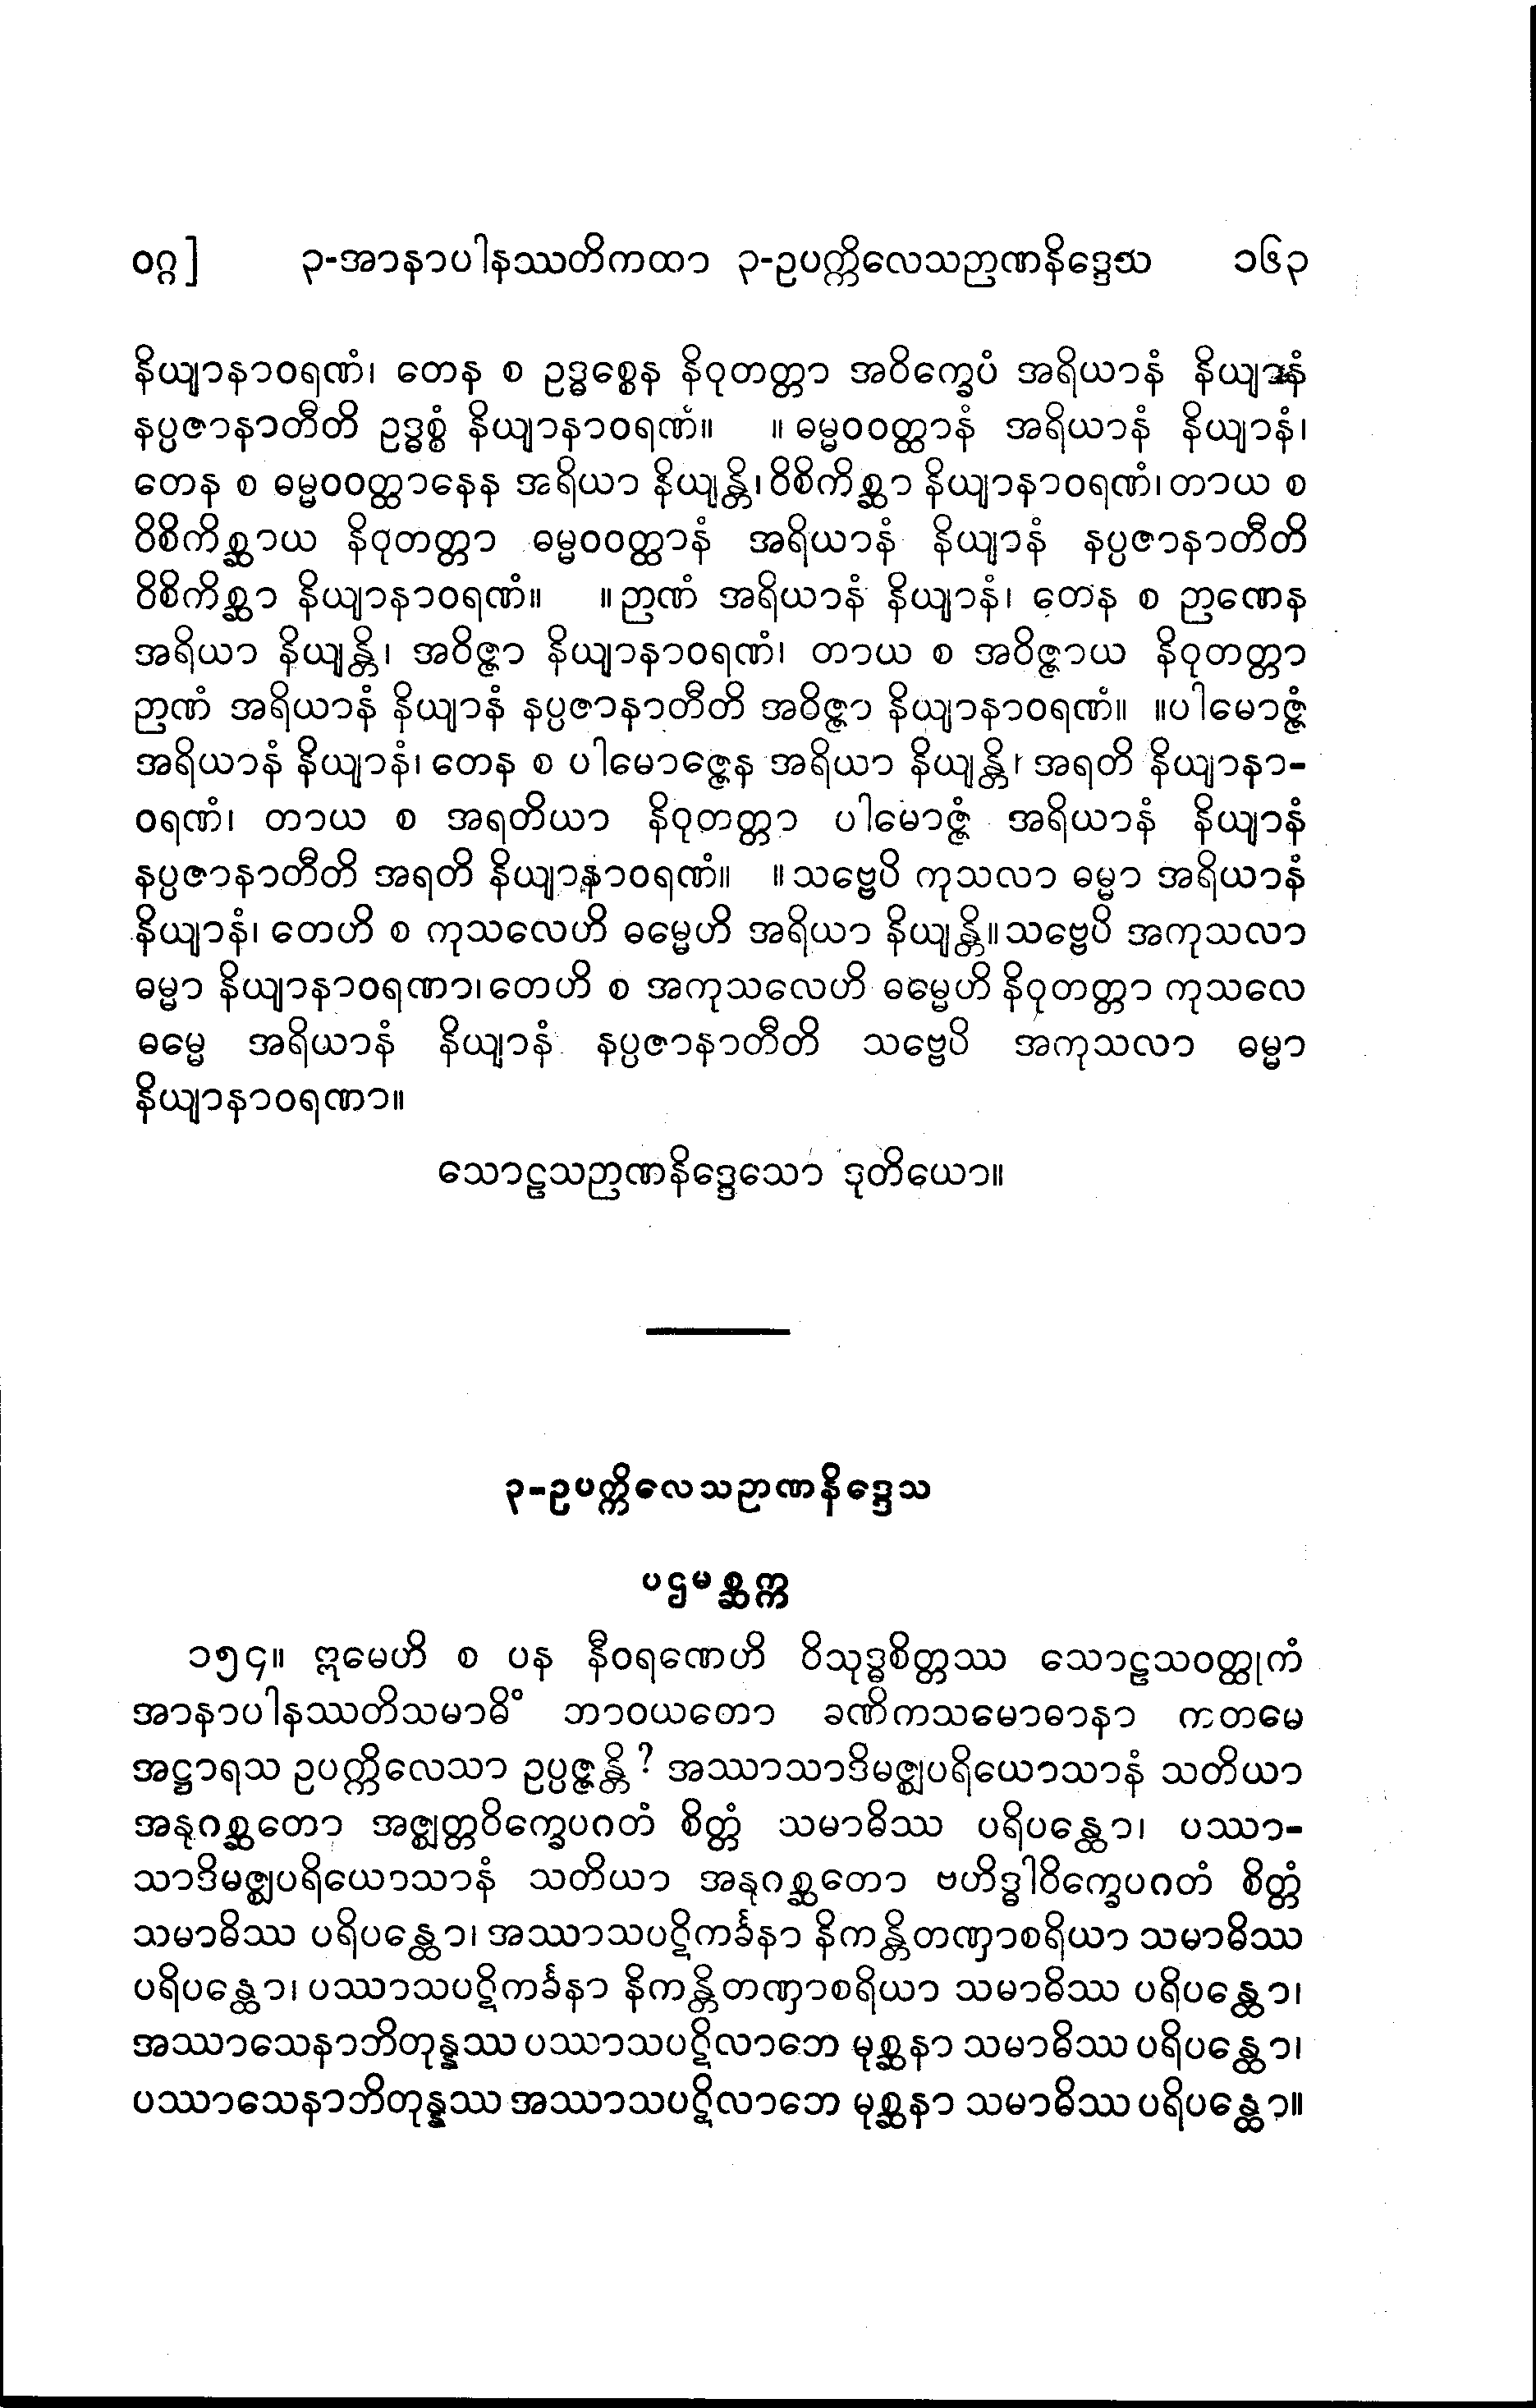 ဝဂ္ဂ] ၃-အာနာပါနဿတိကထာ ၃-ဥပက္ကိလေသဉာဏနိဒ္ဒေသ ၁၆၃
နိယျာနာဝရဏံ၊ တေန စ ဥဒ္ဓစ္စေန နိဝုတတ္တာ အဝိက္ခေပံ အရိယာနံ နိယျာနံ
နပ္ပဇာနာတီတိ ဥဒ္ဓစ္စံ နိယျာနာဝရဏံ။ ။ ဓမ္မဝဝတ္ထာနံ အရိယာနံ နိယျာနံ၊
တေန စ ဓမ္မဝဝတ္ထာနေန အရိယာ နိယျန္တိ၊ ဝိစိကိစ္ဆာ နိယျာနာဝရဏံ၊ တာယ စ
ဝိစိကိစ္ဆာယ နိဝုတတ္တာ ဓမ္မဝဝတ္ထာနံ အရိယာနံ နိယျာနံ နပ္ပဇာနာတီတိ
ဝိစိကိစ္ဆာ နိယျာနာဝရဏံ။ ။ ဉာဏံ အရိယာနံ နိယျာနံ၊ တေန စ ဉာဏေန
အရိယာ နိယျန္တိ၊ အဝိဇ္ဇာ နိယျာနာဝရဏံ၊ တာယ စ အဝိဇ္ဇာယ နိဝုတတ္တာ
ဉာဏံ အရိယာနံ နိယျာနံ နပ္ပဇာနာတီတိ အဝိဇ္ဇာ နိယျာနာဝရဏံ။ ။ပါမောဇ္ဇံ
အရိယာနံ နိယျာနံ၊ တေန စ ပါမောဇ္ဇေန အရိယာ နိယျန္တိ၊ အရတိ နိယျာနာ-
ဝရဏံ၊ တာယ စ အရတိယာ နိဝုတတ္တာ ပါမောဇ္ဇံ အရိယာနံ နိယျာနံ
နပ္ပဇာနာတီတိ အရတိ နိယျာနာဝရဏံ။ ။ သဗ္ဗေပိ ကုသလာ ဓမ္မာ အရိယာနံ
နိယျာနံ၊ တေဟိ စ ကုသလေဟိ ဓမ္မေဟိ အရိယာ နိယျန္တိ။ သဗ္ဗေပိ အကုသလာ
ဓမ္မာ နိယျာနာဝရဏာ၊ တေဟိ စ အကုသလေဟိ ဓမ္မေဟိ နိဝုတတ္တာ ကုသလေ
ဓမ္မေ အရိယာနံ နိယျာနံ နပ္ပဇာနာတီတိ သဗ္ဗေပိ အကုသလာ ဓမ္မာ
နိယျာနာဝရဏာ။
သောဠသဉာဏနိဒ္ဒေသော ဒုတိယော။
၃-ဥပက္ကိလေသဉာဏနိဒ္ဒေသ
ပဌမစ္ဆက္က
၁၅၄။ ဣမေဟိ စ ပန နီဝရဏေဟိ ဝိသုဒ္ဓစိတ္တဿ သောဠသဝတ္ထုကံ
အာနာပါနဿတိသမာဓိံ ဘာဝယတော ခဏိကသမောဓာနာ ကတမေ
အဋ္ဌာရသ ဥပက္ကိလေသာ ဥပ္ပဇ္ဇန္တိ? အဿာသာဒိမဇ္ဈပရိယောသာနံ သတိယာ
အနုဂစ္ဆတော အဇ္ဈတ္တဝိက္ခေပဂတံ စိတ္တံ သမာဓိဿ ပရိပန္ထော၊ ပဿာ-
သာဒိမဇ္ဈပရိယောသာနံ သတိယာ အနုဂစ္ဆတော ဗဟိဒ္ဓါဝိက္ခေပဂတံ စိတ္တံ
သမာဓိဿ ပရိပန္ထော၊ အဿာသပဋိကင်္ခနာ နိကန္တိတဏှာစရိယာ သမာဓိဿ
ပရိပန္ထော၊ ပဿာသပဋိကင်္ခနာ နိကန္တိတဏှာစရိယာ သမာဓိဿ ပရိပန္ထော၊
အဿာသေနာဘိတုန္နဿ ပဿာသပဋိလာဘေ မုစ္ဆနာ သမာဓိဿ ပရိပန္ထော၊
ပဿာသေနာဘိတုန္နဿ အဿာသပဋိလာဘေ မုစ္ဆနာ သမာဓိဿ ပရိပန္ထော။